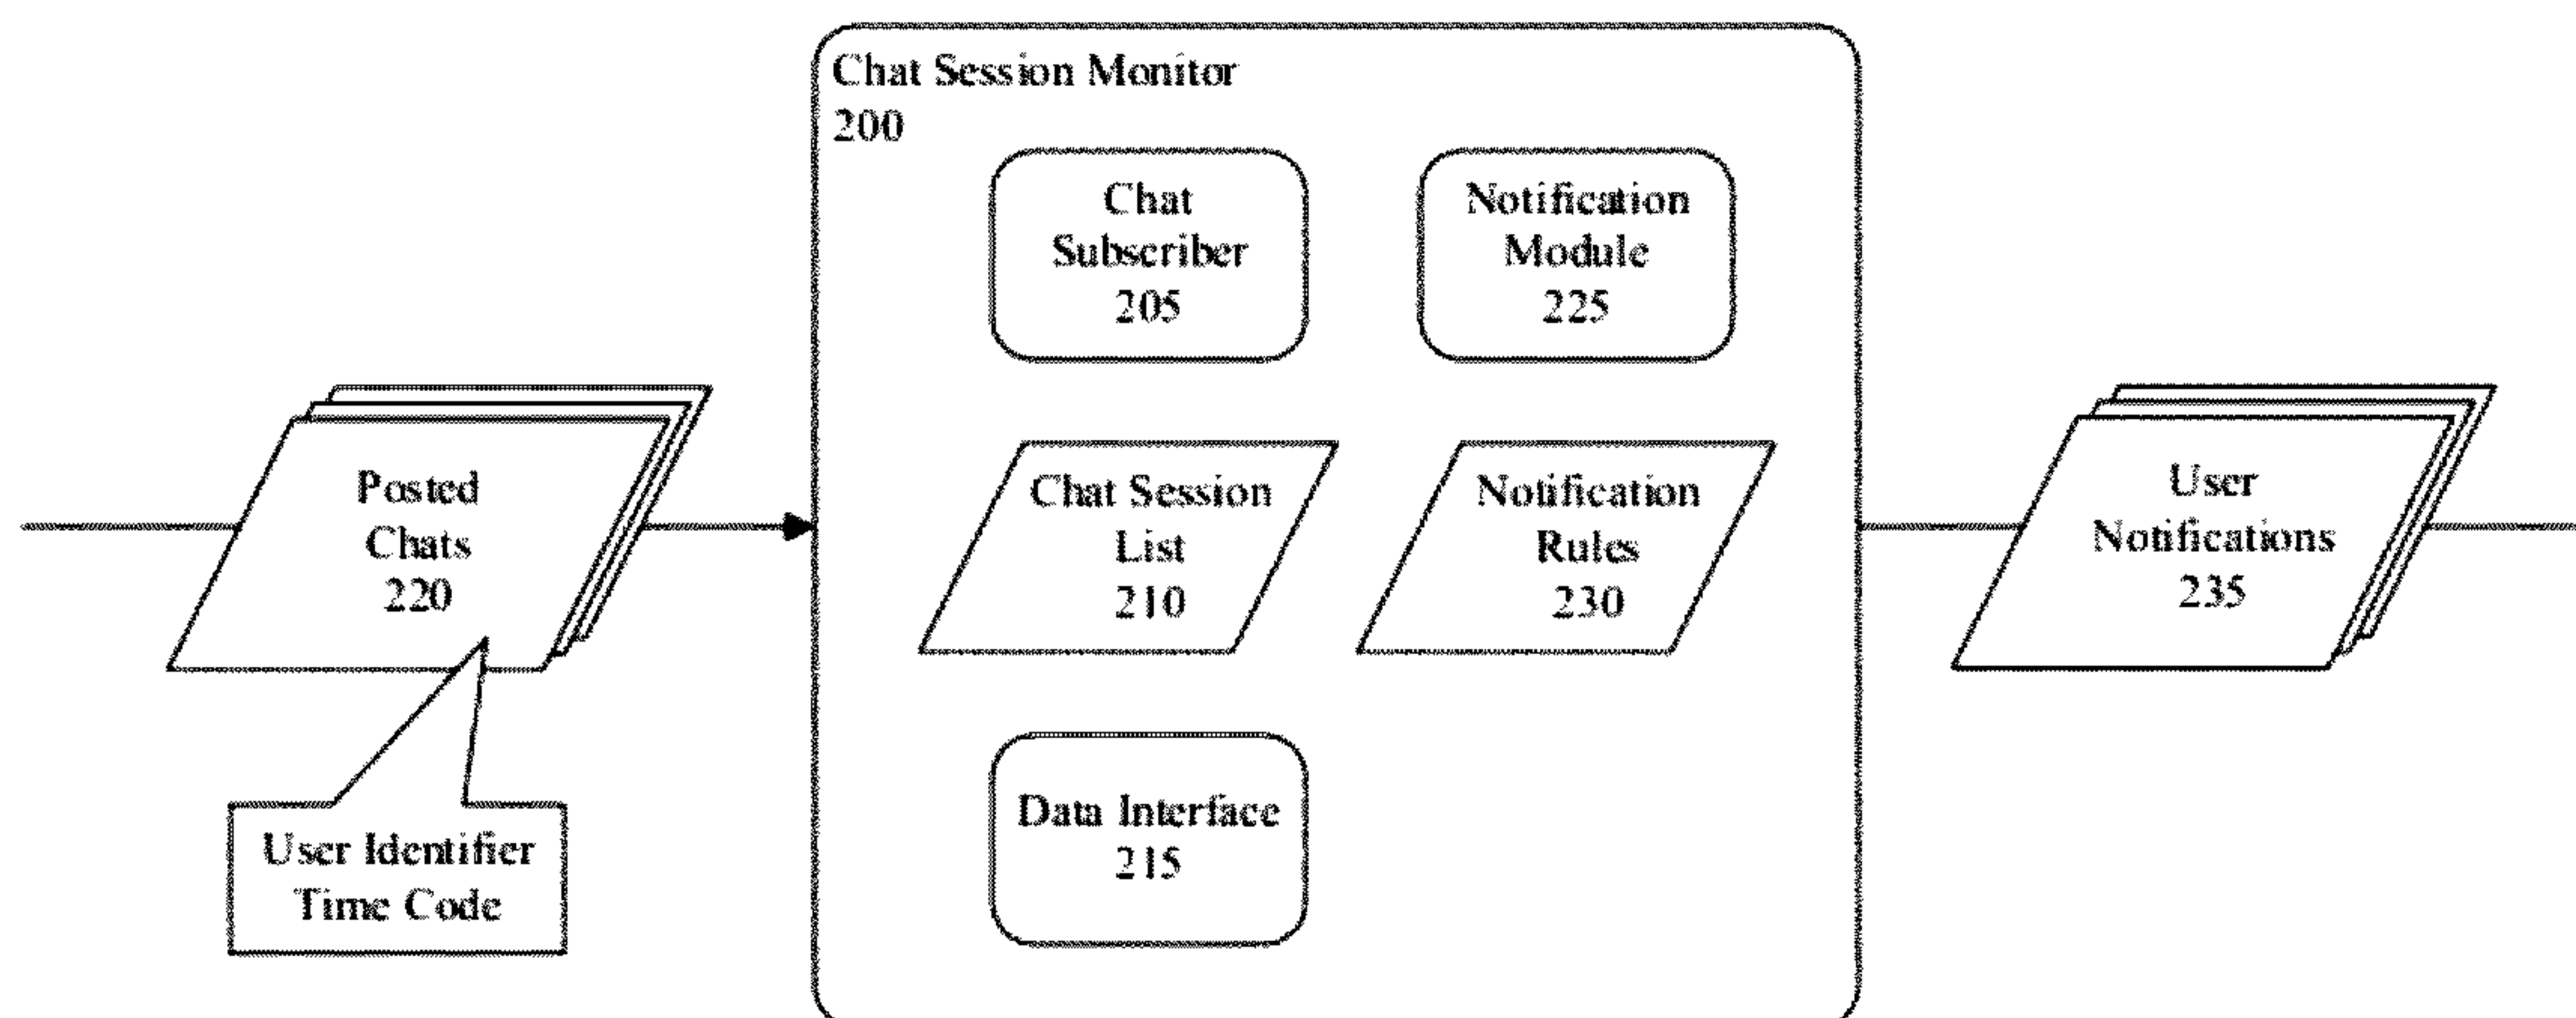 Chat Session Monitor
200
Chat
Subscriber
205
Notification
Module
225
Posted
Chats
220
Chat Session
List
210
Notification
Rules
230
User
Notifications
235
Data Interface
215
User Identifier
Time Code